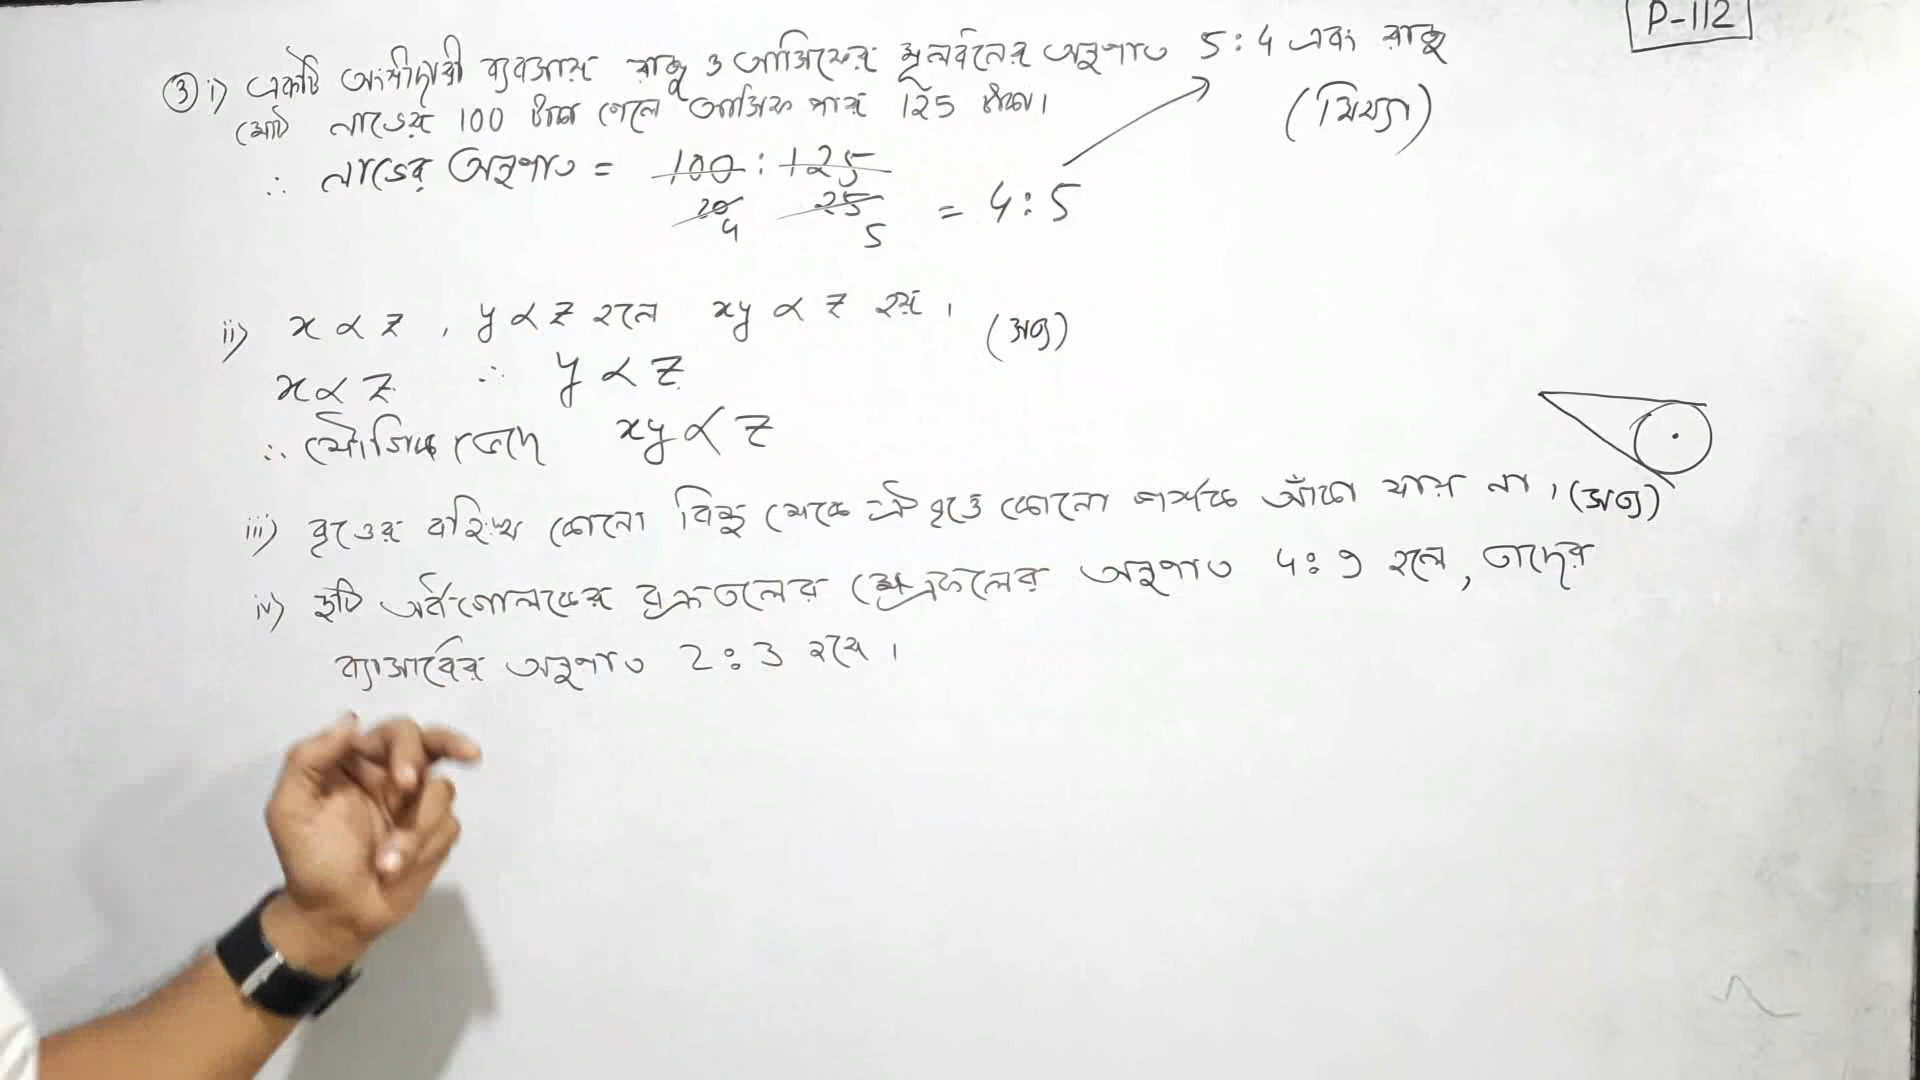 P-112
③ i) একটি অংশীদারী ব্যবসায় রাজু ও আসিফের মূলধনের অনুপাত 5:4 এবং রাজু
মোট লাভের 100 টাকা পেলে আসিফ পায় 125 টাকা। (মিথ্যা)
∴ লাভের অনুপাত = 100 : 125
20 25
4 5
= 4:5
ii) x ∝ z , y ∝ z হলে xy ∝ z হয়। (সত্য)
x ∝ z ∴ y ∝ z
∴ যৌগিক ভেদে xy ∝ z
iii) বৃত্তের বহিঃস্থ কোনো বিন্দু থেকে ঐ বৃত্তে কোনো স্পর্শক আঁকা যায় না। (সত্য)
iv) দুটি অর্ধগোলকের বক্রতলের ক্ষেত্রফলের অনুপাত 4:9 হলে, তাদের
ব্যাসার্ধের অনুপাত 2:3 হবে।